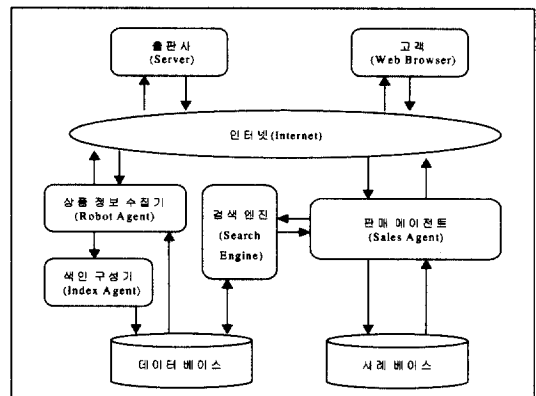 출판사
(Server)
고객
(Web Browser)
인터넷(Internet)
상품 정보 수집기
(Robot Agent)
검색 엔진
(Search
Engine)
판매 에이전트
(Sales Agent)
색인 구성기
(Index Agent)
데이터 베이스
사례 베이스